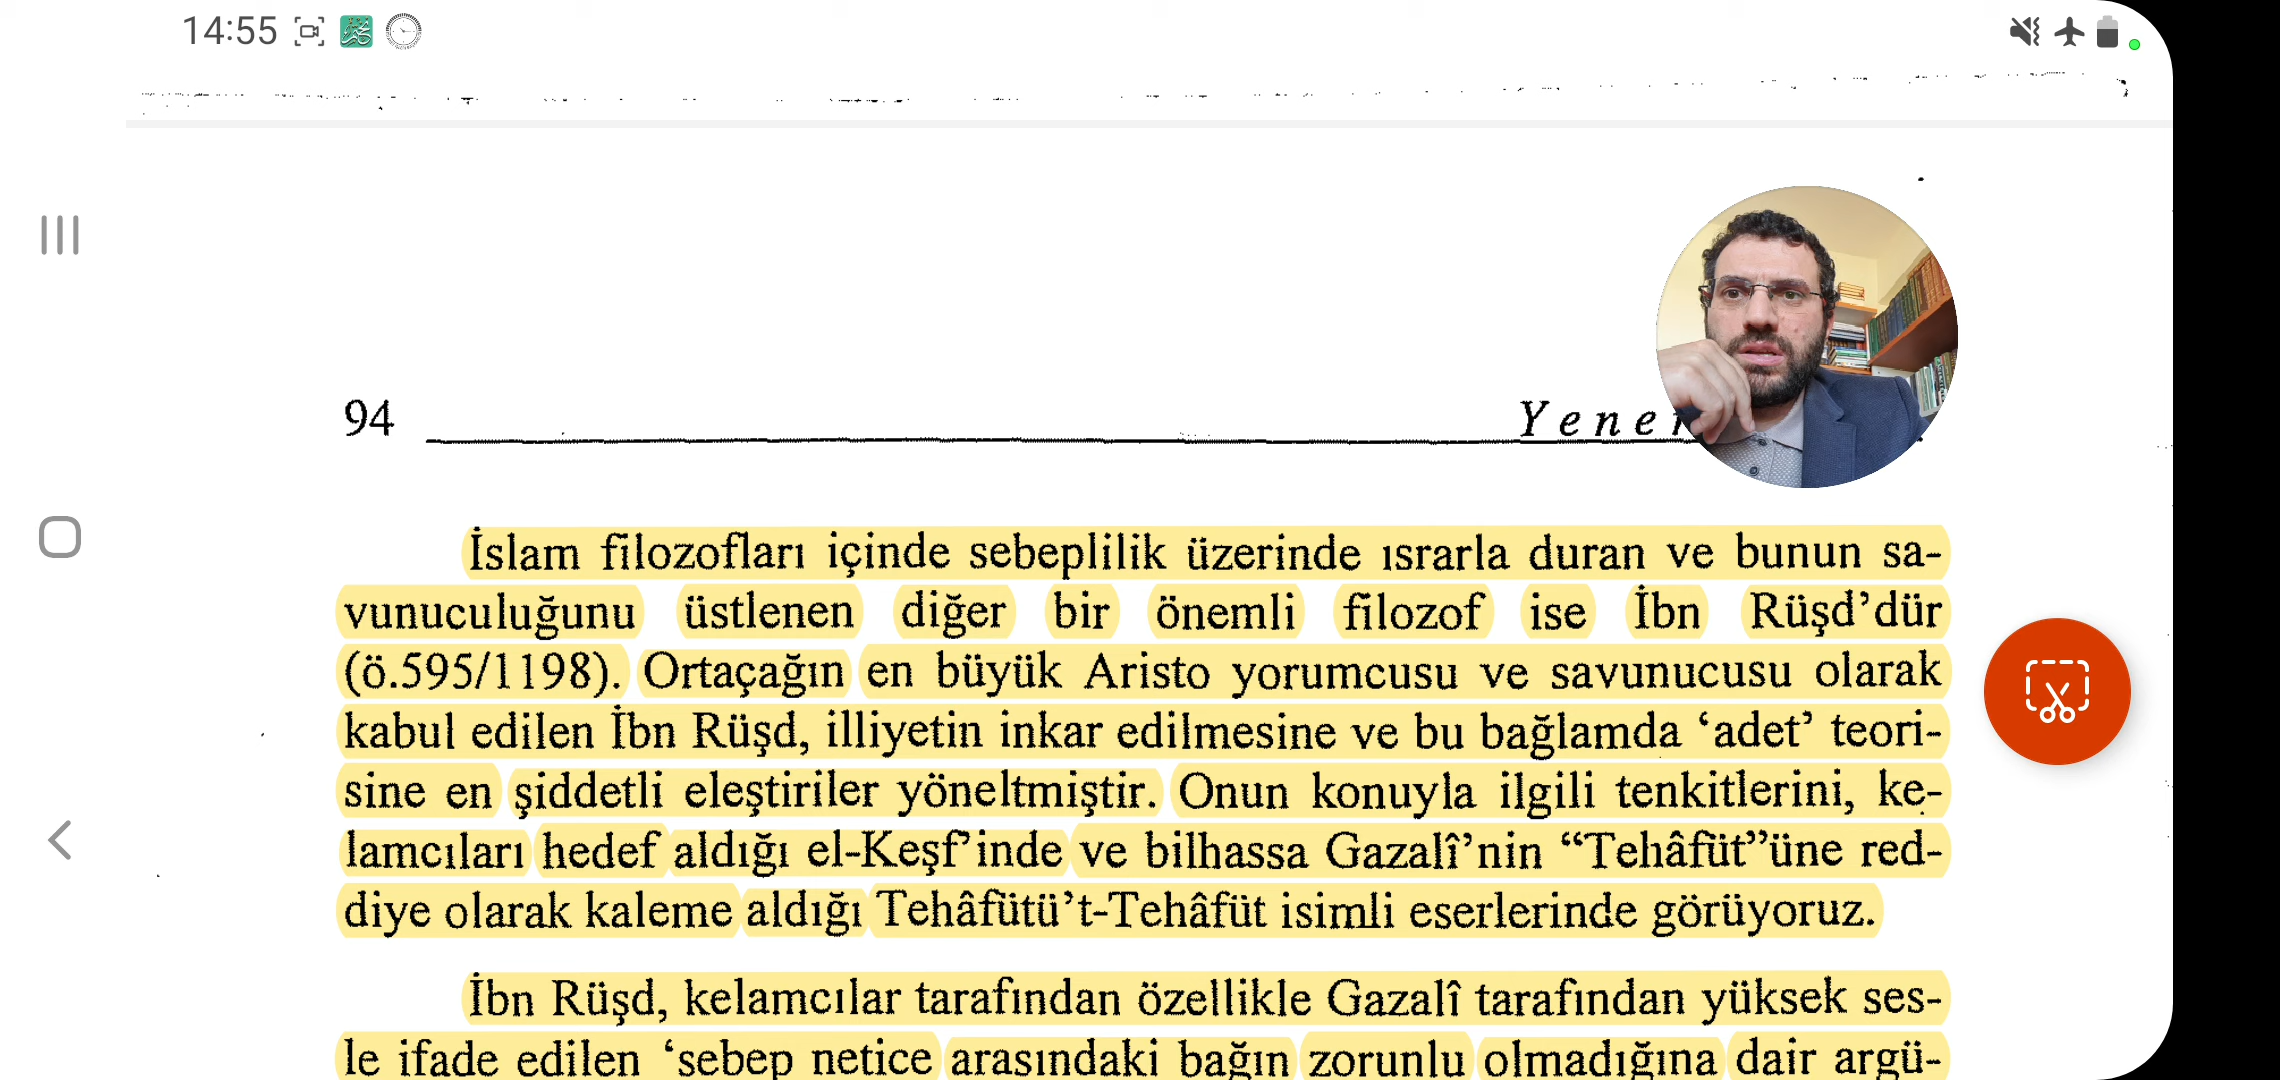 14:55
94
Yene
İslam filozofları içinde sebeplilik üzerinde ısrarla duran ve bunun sa-
vunuculuğunu üstlenen diğer bir önemli filozof ise İbn Rüşd’dür
(ö.595/1198). Ortaçağın en büyük Aristo yorumcusu ve savunucusu olarak
kabul edilen İbn Rüşd, illiyetin inkar edilmesine ve bu bağlamda ‘adet’ teori-
sine en şiddetli eleştiriler yöneltmiştir. Onun konuyla ilgili tenkitlerini, ke-
lamcıları hedef aldığı el-Keşf’inde ve bilhassa Gazalî’nin “Tehâfüt”üne red-
diye olarak kaleme aldığı Tehâfütü’t-Tehâfüt isimli eserlerinde görüyoruz.
İbn Rüşd, kelamcılar tarafından özellikle Gazalî tarafından yüksek ses-
le ifade edilen ‘sebep netice arasındaki bağın zorunlu olmadığına dair argü-